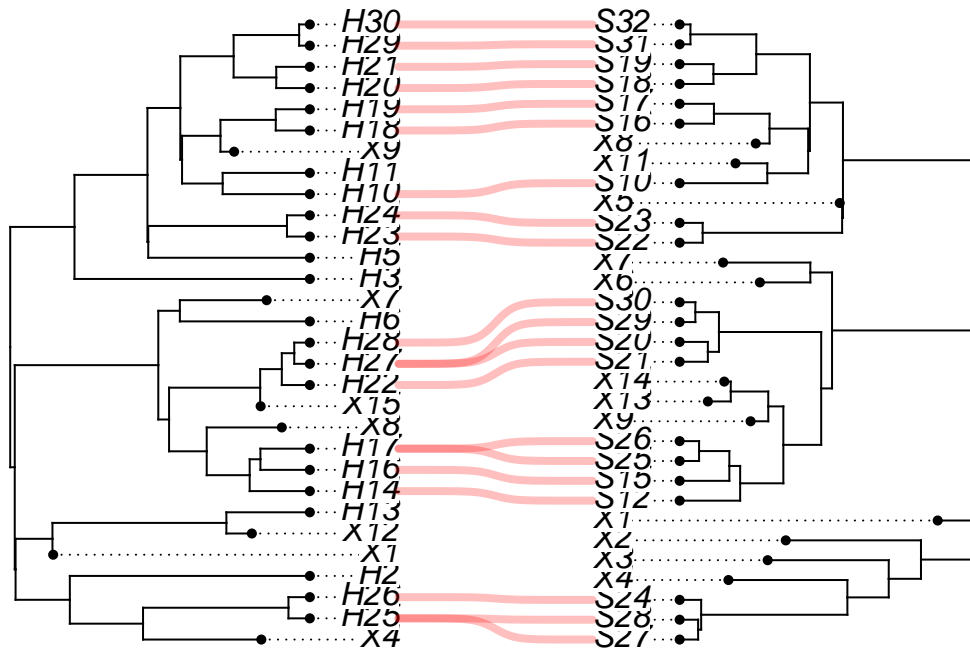 H30
H29
H21
H20
H19
H18
X9
H11
H10
H24
H23
H5
H3
X7
H6
H28
H27
H22
X15
X8
H17
H16
H14
H13
X12
X1
H2
H26
H25
X4
S32
S31
S19
S18
S17
S16
X8
X11
S10
X5
S23
S22
X7
X6
S30
S29
S20
S21
X14
X13
X9
S26
S25
S15
S12
X1
X2
X3
X4
S24
S28
S27